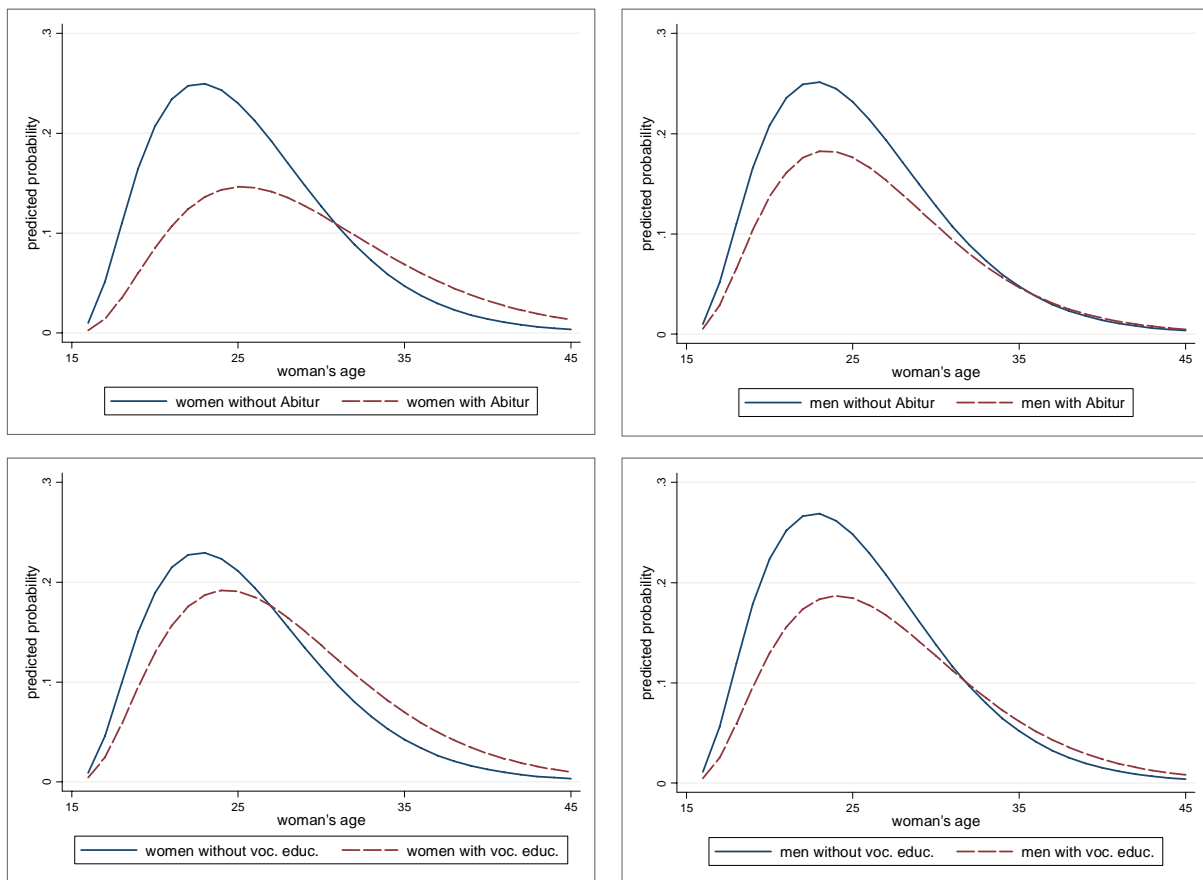 .3
.2
.1
0
predicted probability
15 25 35 45
woman's age
women without Abitur women with Abitur
.3
.2
.1
0
predicted probability
15 25 35 45
woman's age
men without Abitur men with Abitur
.3
.2
.1
0
predicted probability
15 25 35 45
woman's age
women without voc. educ. women with voc. educ.
.3
.2
.1
0
predicted probability
15 25 35 45
woman's age
men without voc. educ. men with voc. educ.